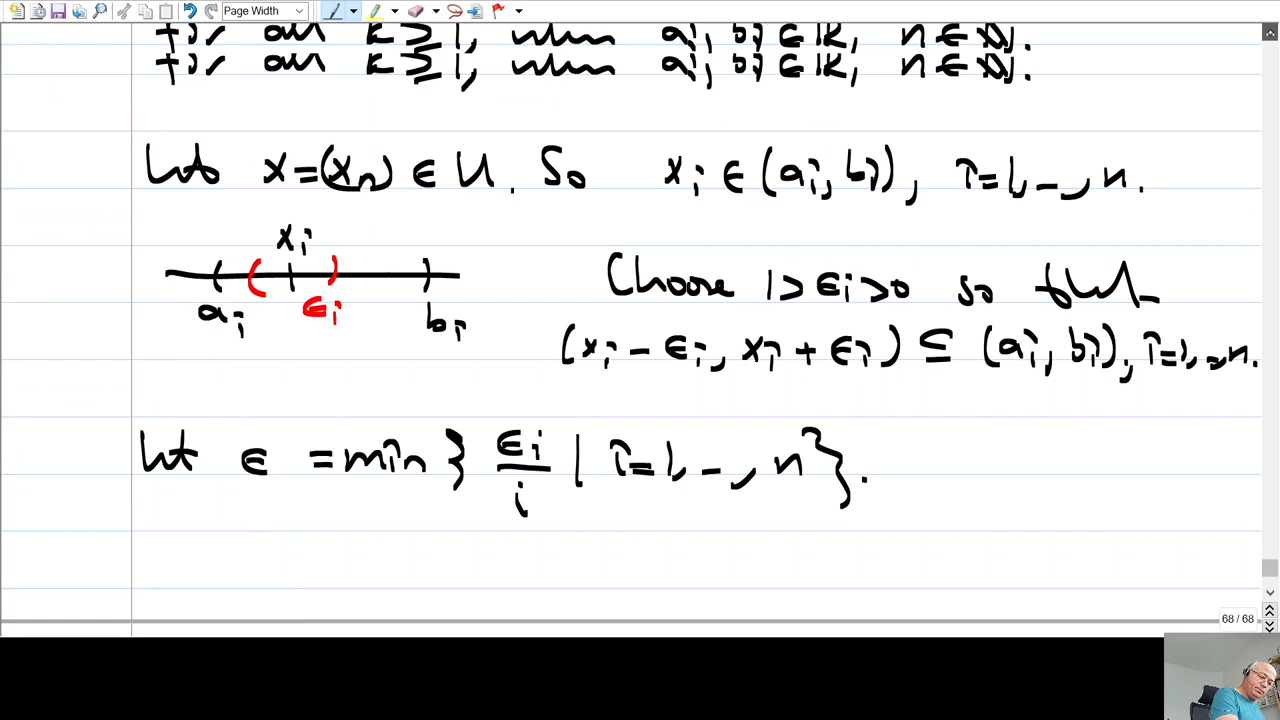 Page Width
for all k≥1, when ai, bi ∈ ℝ, n ∈ ℕ.
for all k≥1, when ai, bi ∈ ℝ, n ∈ ℕ.
Let x=(xn) ∈ U. So xi ∈ (ai, bi), i=1,-,n.
xi
ai ϵi bi
Choose 1>ϵi>0 so that
(xi - ϵi, xi + ϵi) ⊆ (ai, bi), i=1,-,n.
Let ϵ = min { ϵi/i | i=1,-,n }.
68 / 68